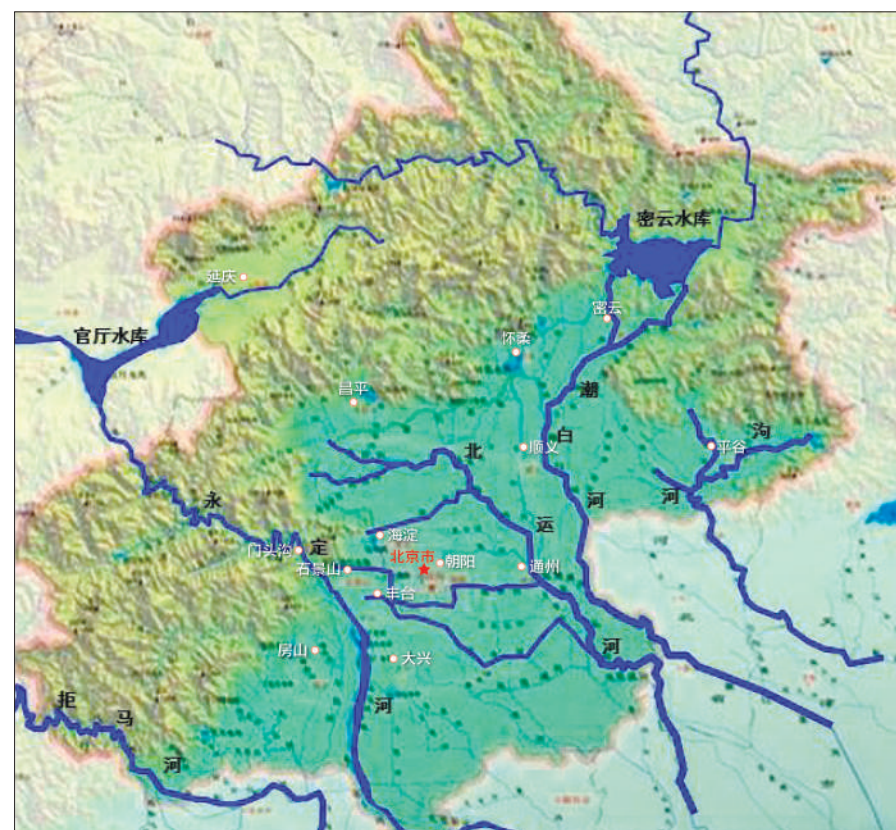 密云水库
延庆
官厅水库
密云
怀柔
昌平
潮白河
北运河
顺义
平谷
泃河
永定河
海淀
门头沟
北京市
朝阳
石景山
通州
丰台
房山
大兴
拒马河